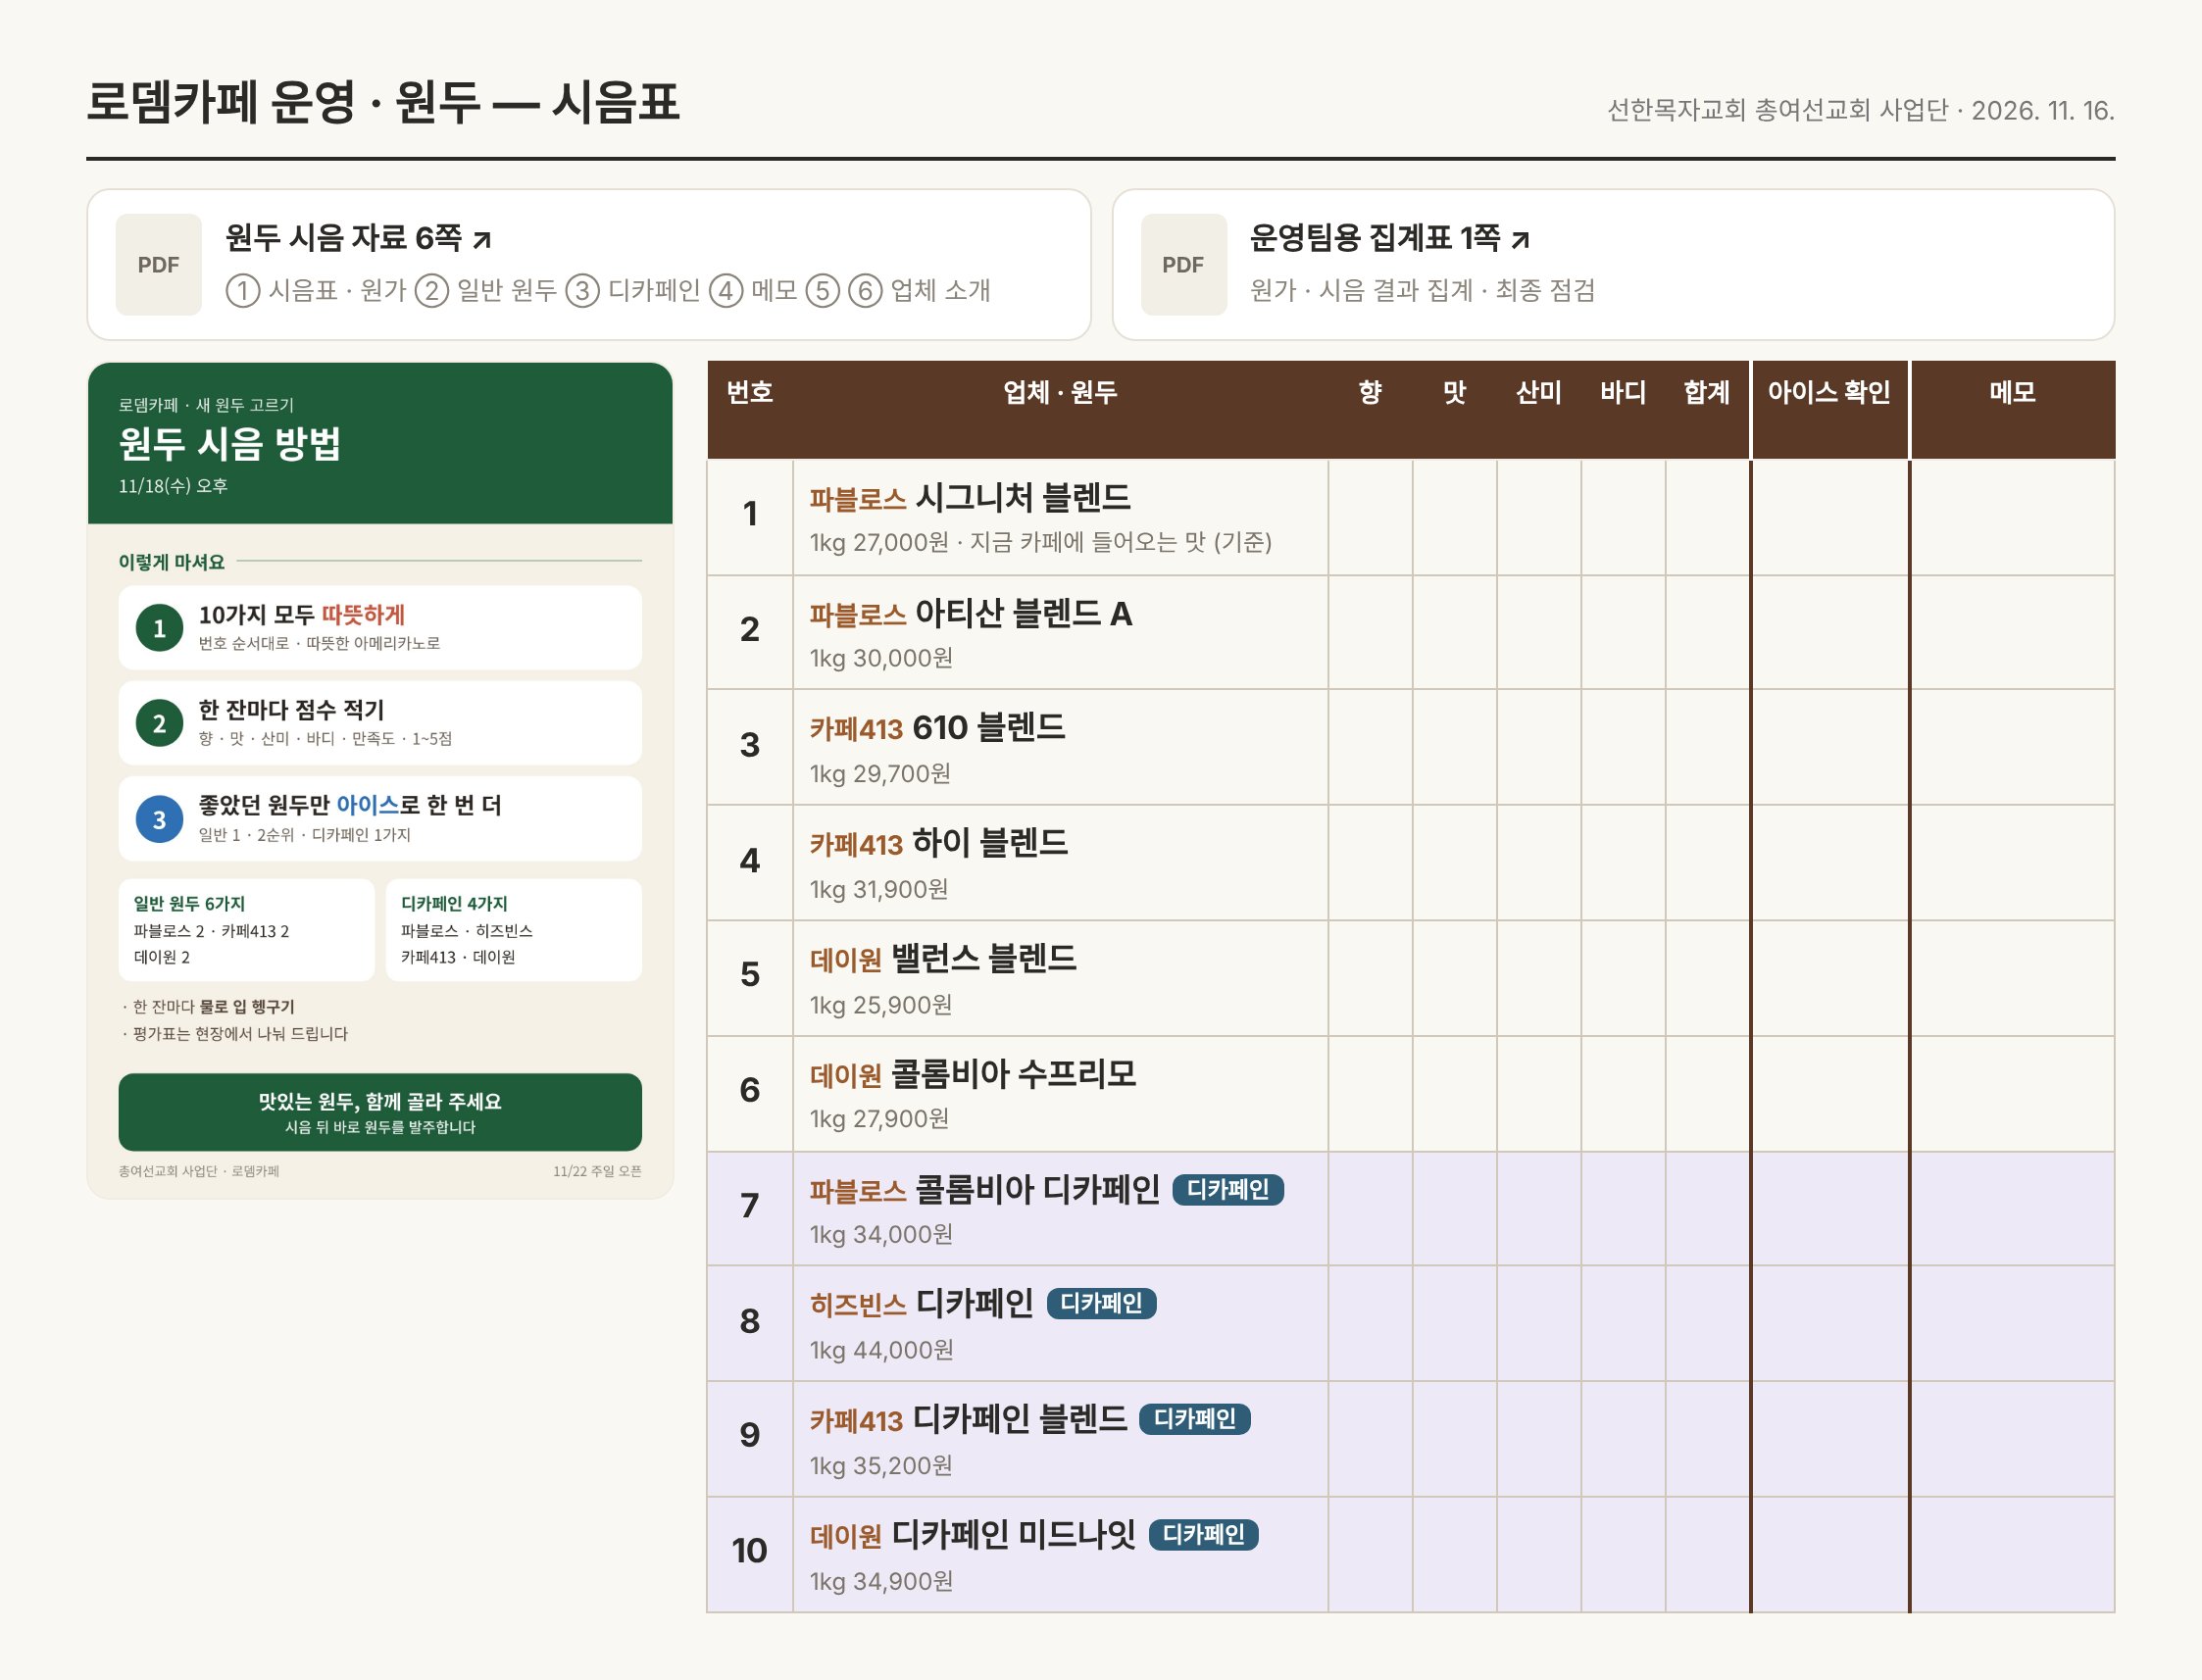 로뎀카페 운영 · 원두 — 시음표
선한목자교회 총여선교회 사업단 · 2026. 11. 16.
PDF
원두 시음 자료 6쪽 ↗
① 시음표 · 원가 ② 일반 원두 ③ 디카페인 ④ 메모 ⑤ ⑥ 업체 소개
PDF
운영팀용 집계표 1쪽 ↗
원가 · 시음 결과 집계 · 최종 점검
로뎀카페 · 새 원두 고르기
원두 시음 방법
11/18(수) 오후
이렇게 마셔요
1
10가지 모두 따뜻하게
번호 순서대로 · 따뜻한 아메리카노로
2
한 잔마다 점수 적기
향 · 맛 · 산미 · 바디 · 만족도 · 1~5점
3
좋았던 원두만 아이스로 한 번 더
일반 1 · 2순위 · 디카페인 1가지
일반 원두 6가지
파블로스 2 · 카페413 2
데이원 2
디카페인 4가지
파블로스 · 히즈빈스
카페413 · 데이원
· 한 잔마다 물로 입 헹구기
· 평가표는 현장에서 나눠 드립니다
맛있는 원두, 함께 골라 주세요
시음 뒤 바로 원두를 발주합니다
총여선교회 사업단 · 로뎀카페
11/22 주일 오픈
번호 업체 · 원두 향 맛 산미 바디 합계 아이스 확인 메모
1
파블로스 시그니처 블렌드
1kg 27,000원 · 지금 카페에 들어오는 맛 (기준)
2
파블로스 아티산 블렌드 A
1kg 30,000원
3
카페413 610 블렌드
1kg 29,700원
4
카페413 하이 블렌드
1kg 31,900원
5
데이원 밸런스 블렌드
1kg 25,900원
6
데이원 콜롬비아 수프리모
1kg 27,900원
7
파블로스 콜롬비아 디카페인 디카페인
1kg 34,000원
8
히즈빈스 디카페인 디카페인
1kg 44,000원
9
카페413 디카페인 블렌드 디카페인
1kg 35,200원
10
데이원 디카페인 미드나잇 디카페인
1kg 34,900원